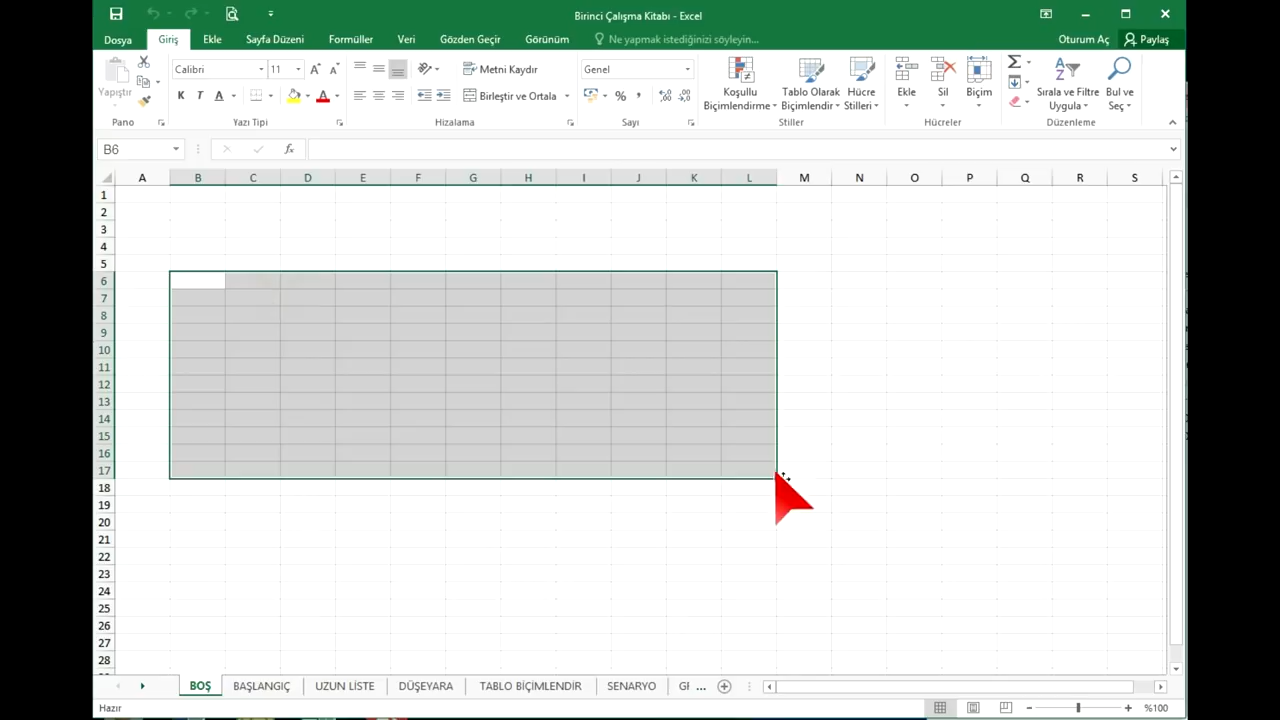 Birinci Çalışma Kitabı - Excel
Dosya Giriş Ekle Sayfa Düzeni Formüller Veri Gözden Geçir Görünüm Ne yapmak istediğinizi söyleyin... Oturum Aç Paylaş
Yapıştır
Calibri 11
K T A
Metni Kaydır
Birleştir ve Ortala
Genel
%
Koşullu Biçimlendirme
Tablo Olarak Biçimlendir
Hücre Stilleri
Ekle Sil Biçim
Sırala ve Filtre Uygula
Bul ve Seç
Pano Yazı Tipi Hizalama Sayı Stiller Hücreler Düzenleme
B6 fx
A B C D E F G H I J K L M N O P Q R S
1
2
3
4
5
6
7
8
9
10
11
12
13
14
15
16
17
18
19
20
21
22
23
24
25
26
27
28
BOŞ BAŞLANGIÇ UZUN LİSTE DÜŞEYARA TABLO BİÇİMLENDİR SENARYO ...
Hazır %100